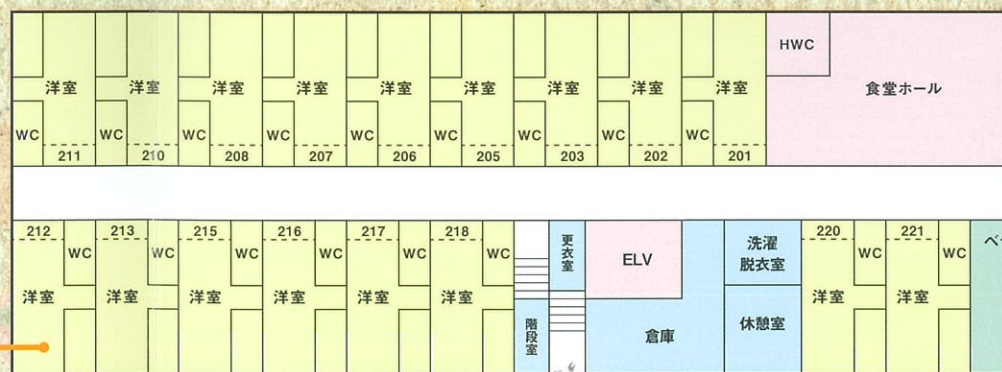 HWC
洋室 洋室 洋室 洋室 洋室 洋室 洋室 洋室 洋室 食堂ホール
WC WC WC WC WC WC WC WC WC
211 210 208 207 206 205 203 202 201
212 213 215 216 217 218 220 221
WC WC WC WC WC WC WC WC
更衣室
ELV
洗濯
脱衣室
洋室 洋室 洋室 洋室 洋室 洋室 洋室 洋室
階段室
倉庫
休憩室